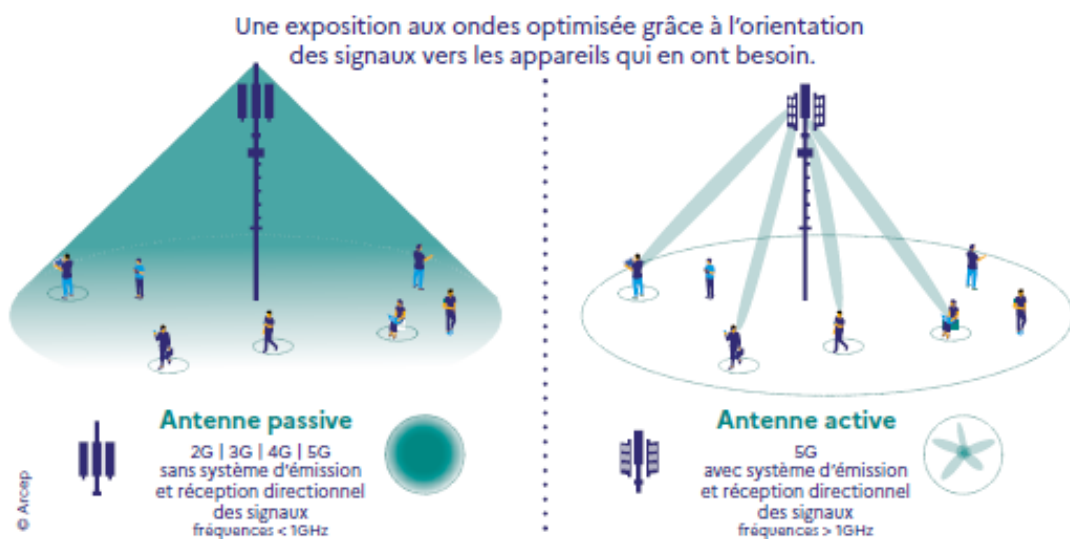 Une exposition aux ondes optimisée grâce à l'orientation
des signaux vers les appareils qui en ont besoin.
Antenne passive
2G | 3G | 4G | 5G
sans système d'émission
et réception directionnel
des signaux
fréquences < 1GHz
Antenne active
5G
avec système d'émission
et réception directionnel
des signaux
fréquences > 1GHz
© Arcep